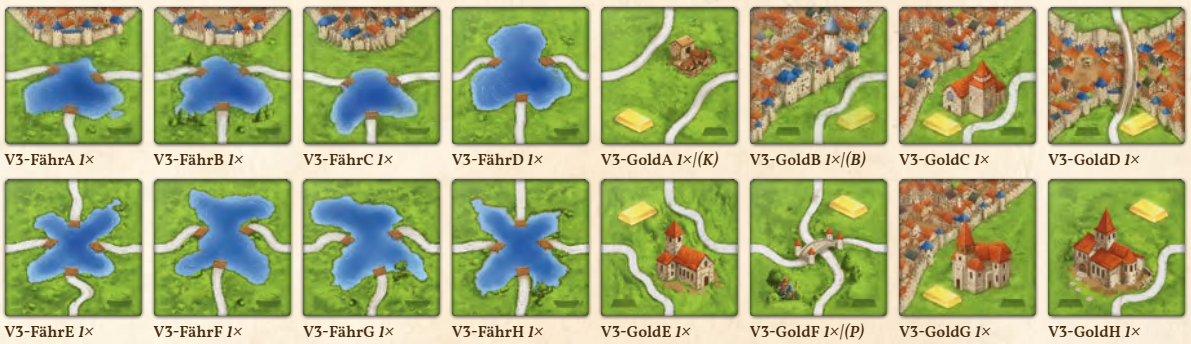 V3-FährA 1× V3-FährB 1× V3-FährC 1× V3-FährD 1× V3-GoldA 1×/(K) V3-GoldB 1×/(B) V3-GoldC 1× V3-GoldD 1×
V3-FährE 1× V3-FährF 1× V3-FährG 1× V3-FährH 1× V3-GoldE 1× V3-GoldF 1×/(P) V3-GoldG 1× V3-GoldH 1×